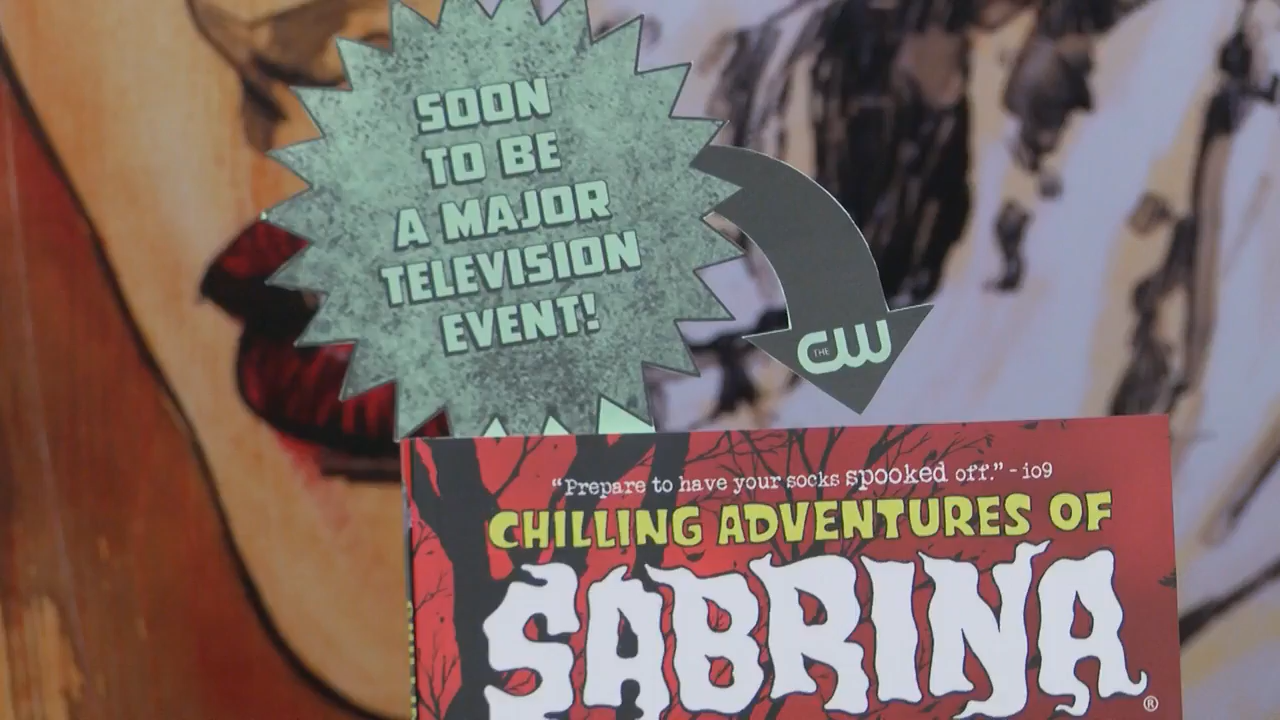 SOON
TO BE
A MAJOR
TELEVISION
EVENT!
THE CW
“Prepare to have your socks spooked off.” - io9
CHILLING ADVENTURES OF
SABRINA®